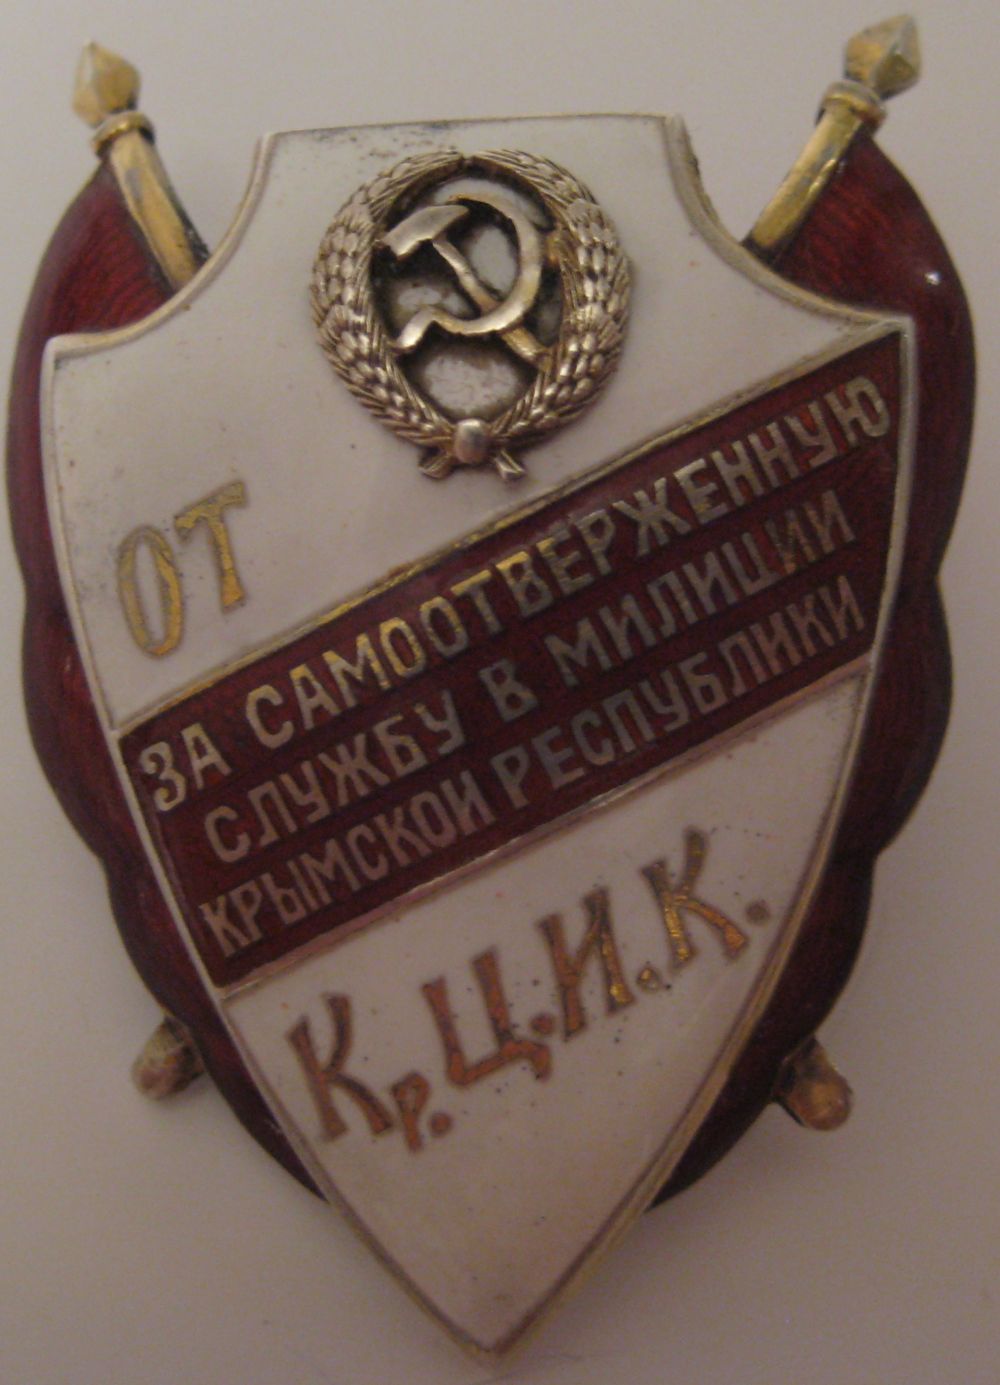 ОТ
ЗА САМООТВЕРЖЕННУЮ
СЛУЖБУ В МИЛИЦИИ
КРЫМСКОЙ РЕСПУБЛИКИ
Кр.Ц.И.К.